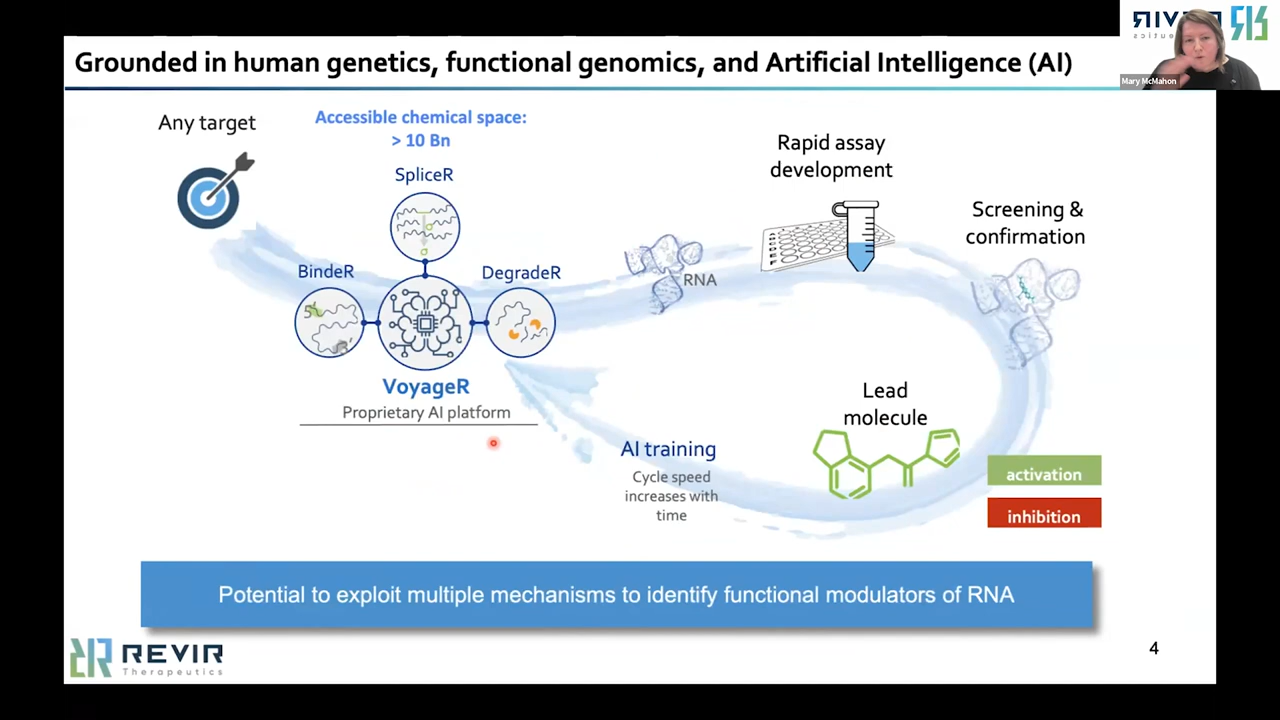 Grounded in human genetics, functional genomics, and Artificial Intelligence (AI)
Mary McMahon
Any target
Accessible chemical space:
> 10 Bn
SpliceR
BindeR
DegradeR
VoyageR
Proprietary AI platform
RNA
Rapid assay
development
Screening &
confirmation
Lead
molecule
activation
inhibition
AI training
Cycle speed
increases with
time
Potential to exploit multiple mechanisms to identify functional modulators of RNA
REVIR
Therapeutics
4